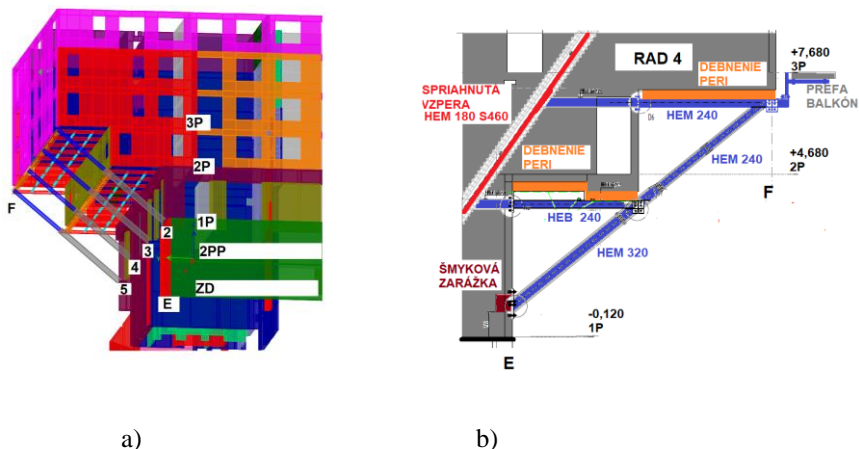 3P
2P
F
1P
2
2PP
3
4
ZD
5
E
a)
RAD 4
+7,680
3P
DEBNENIE
PERI
SPRIAHNUTÁ
VZPERA
HEM 180 S460
PREFA
BALKÓN
HEM 240
DEBNENIE
PERI
HEM 240
+4,680
2P
F
HEB 240
HEM 320
ŠMYKOVÁ
ZARÁŽKA
-0,120
1P
E
b)